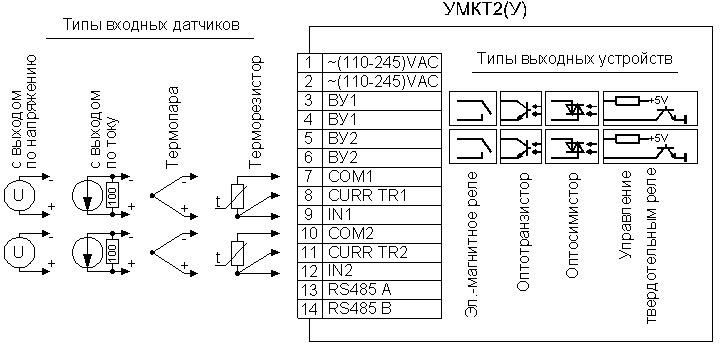 УМКТ2(У)
Типы входных датчиков
Типы выходных устройств
с выходом
по напряжению
с выходом
по току
Термопара
Терморезистор
1 ~(110-245)VAC
2 ~(110-245)VAC
3 ВУ1
4 ВУ1
5 ВУ2
6 ВУ2
7 COM1
8 CURR TR1
9 IN1
10 COM2
11 CURR TR2
12 IN2
13 RS485 A
14 RS485 B
U
-
+
100
-
+
-
+
t
U
-
+
100
-
+
-
+
t
+5V
+5V
Эл.-магнитное реле
Оптотранзистор
Оптосимистор
Управление
твердотельным реле